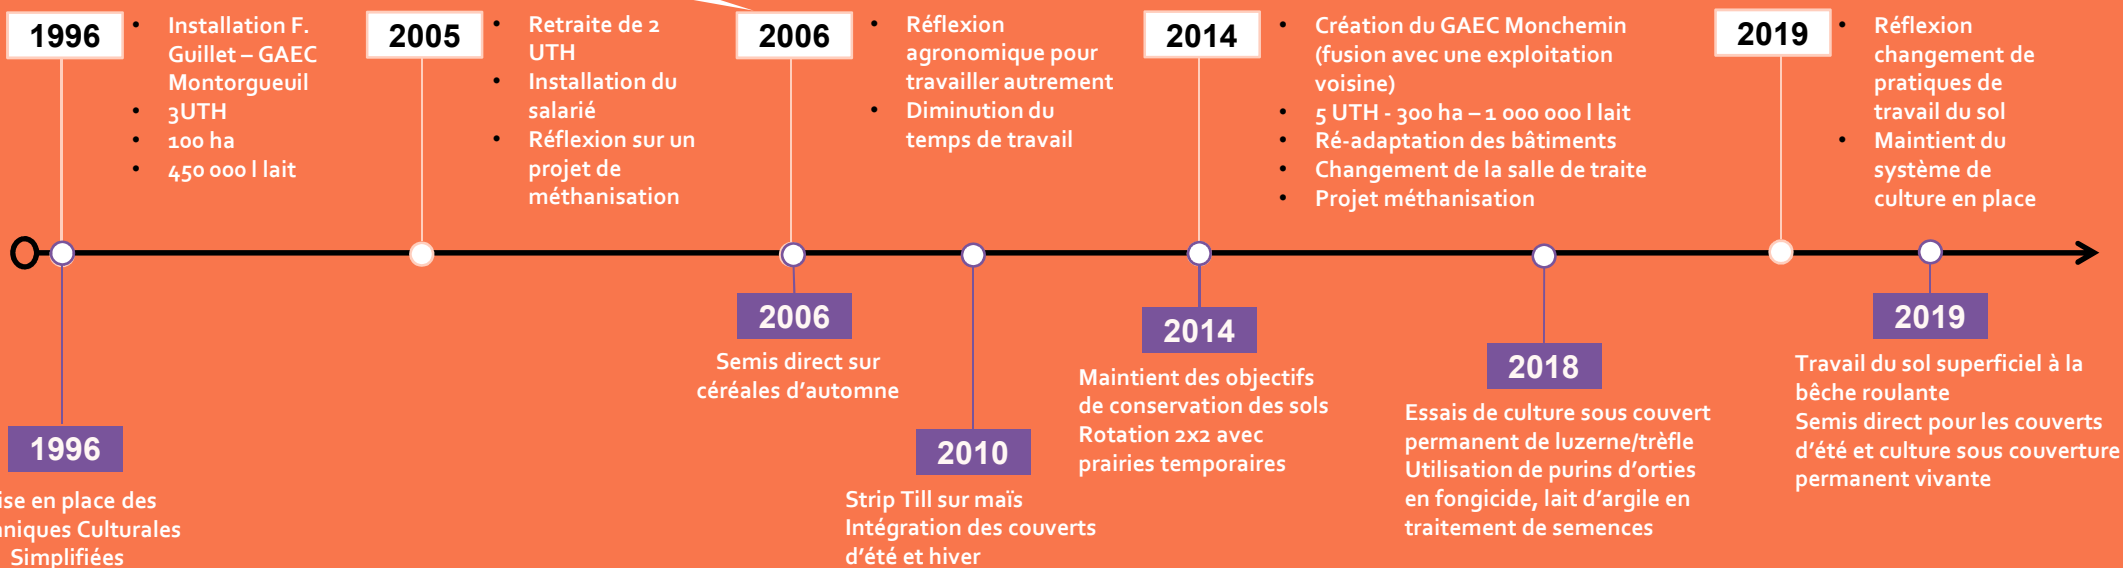 1996
Installation F.
Guillet – GAEC
Montorgueuil
3UTH
100 ha
450 000 l lait
2005
Retraite de 2
UTH
Installation du
salarié
Réflexion sur un
projet de
méthanisation
2006
Réflexion
agronomique pour
travailler autrement
Diminution du
temps de travail
2014
Création du GAEC Monchemin
(fusion avec une exploitation
voisine)
5 UTH - 300 ha – 1 000 000 l lait
Ré-adaptation des bâtiments
Changement de la salle de traite
Projet méthanisation
2019
Réflexion
changement de
pratiques de
travail du sol
Maintient du
système de
culture en place
1996
ise en place des
niques Culturales
Simplifiées
2006
Semis direct sur
céréales d'automne
2010
Strip Till sur maïs
Intégration des couverts
d'été et hiver
2014
Maintient des objectifs
de conservation des sols
Rotation 2x2 avec
prairies temporaires
2018
Essais de culture sous couvert
permanent de luzerne/trèfle
Utilisation de purins d'orties
en fongicide, lait d'argile en
traitement de semences
2019
Travail du sol superficiel à la
bêche roulante
Semis direct pour les couverts
d'été et culture sous couverture
permanent vivante